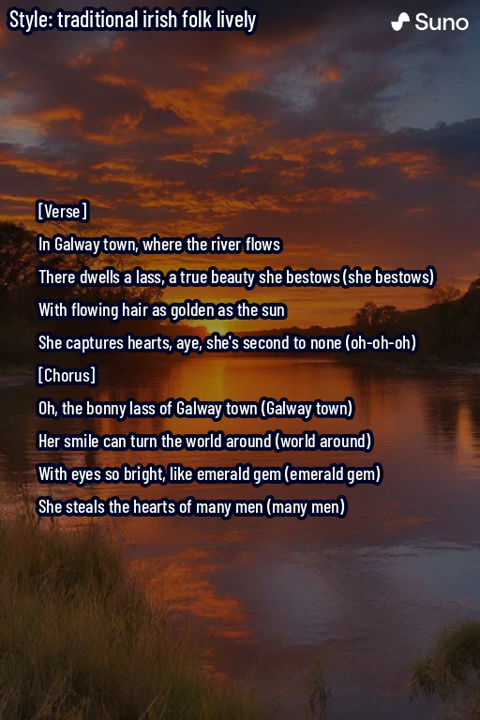 Style: traditional irish folk lively
Suno
[Verse]
In Galway town, where the river flows
There dwells a lass, a true beauty she bestows (she bestows)
With flowing hair as golden as the sun
She captures hearts, aye, she's second to none (oh-oh-oh)
[Chorus]
Oh, the bonny lass of Galway town (Galway town)
Her smile can turn the world around (world around)
With eyes so bright, like emerald gem (emerald gem)
She steals the hearts of many men (many men)